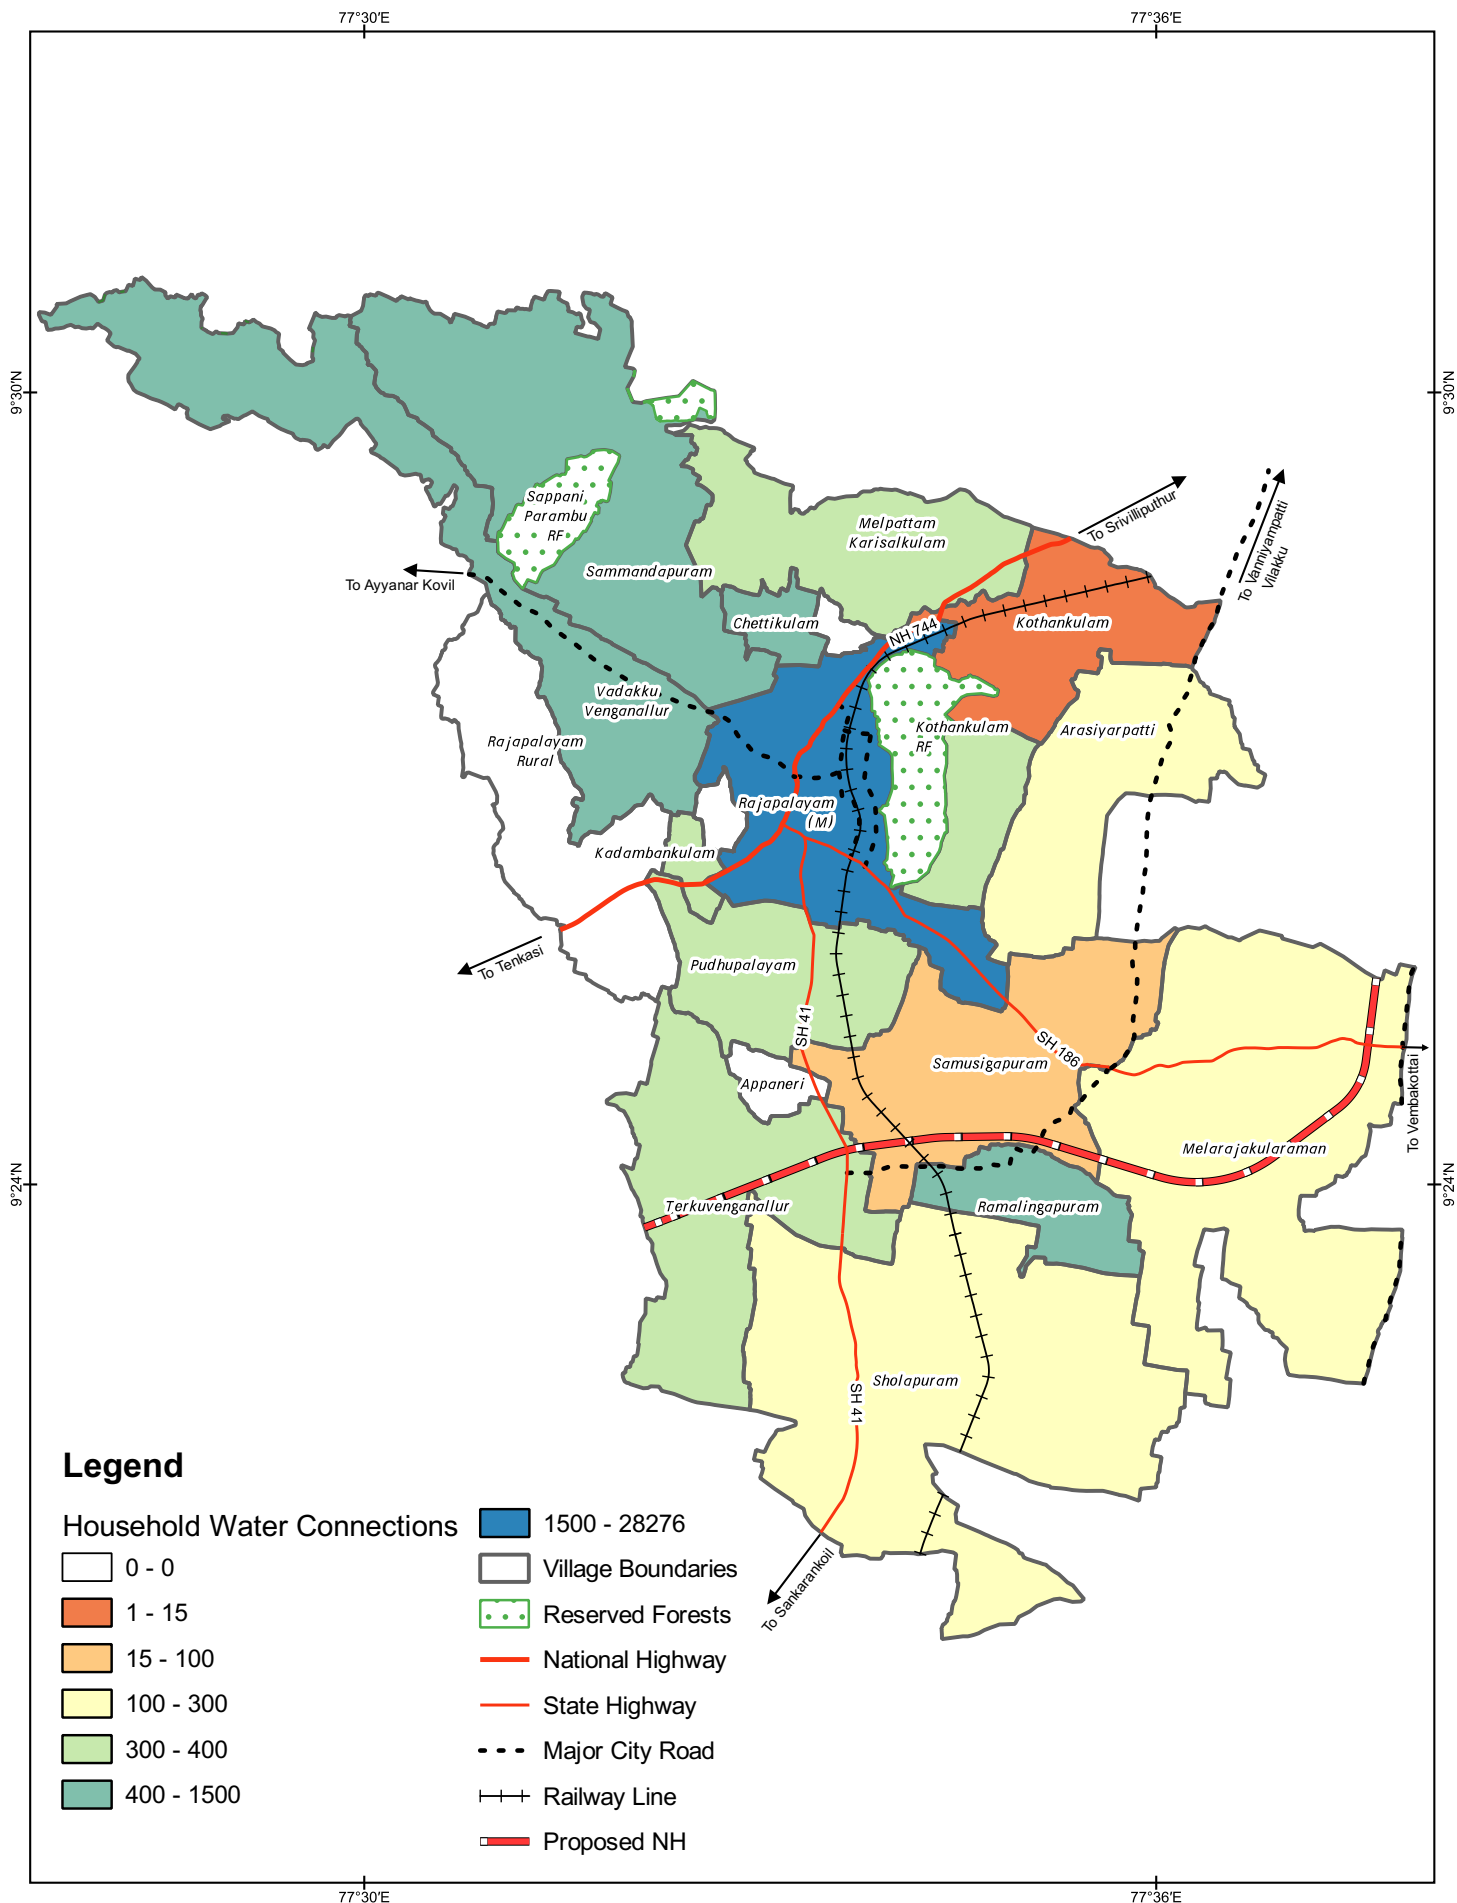 77°30'E
77°36'E
9°30'N
9°30'N
To Srivilliputhur
To Vanniyampatti
Vilakku
Sappani
Parambu
RF
Melpattam
Karisalkulam
Sammandapuram
To Ayyanar Kovil
Chettikulam
NH 744
Kothankulam
Vadakku
Venganallur
Kothankulam
RF
Arasiyarpatti
Rajapalayam
Rural
Rajapalayam
(M)
Kadambankulam
To Tenkasi
Pudhupalayam
SH 41
SH 186
Samusigapuram
Appaneri
To Vembakottai
Melarajakularaman
9°24'N
9°24'N
Terkuvenganallur
Ramalingapuram
Sholapuram
SH 41
To Sankarankoil
Legend
Household Water Connections
0 - 0
1 - 15
15 - 100
100 - 300
300 - 400
400 - 1500
1500 - 28276
Village Boundaries
Reserved Forests
National Highway
State Highway
Major City Road
Railway Line
Proposed NH
77°30'E
77°36'E